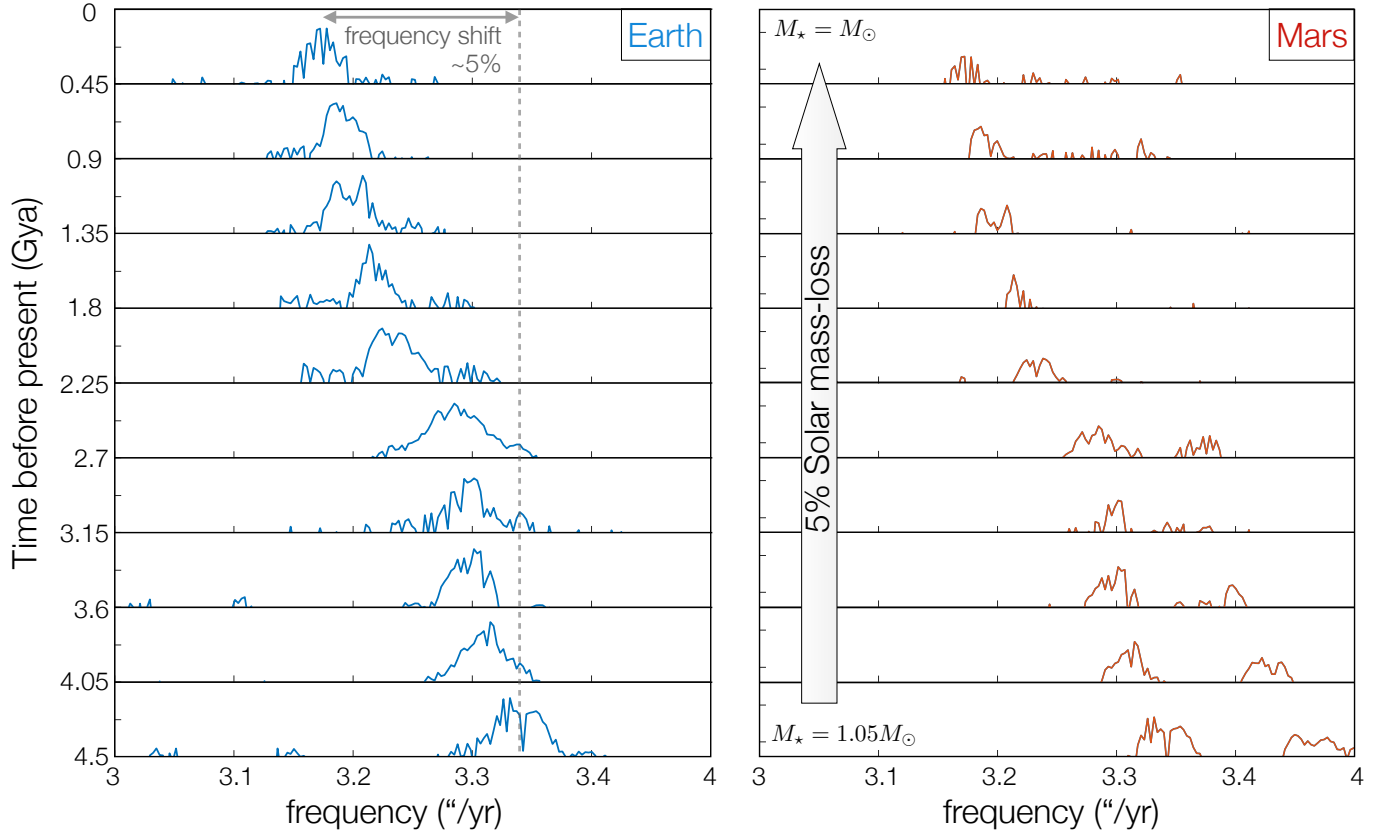 Time before present (Gya)
0
0.45
0.9
1.35
1.8
2.25
2.7
3.15
3.6
4.05
4.5
frequency shift
~5%
Earth
3
3.1
3.2
3.3
3.4
4
frequency (“/yr)
M⋆ = M⊙
Mars
5% Solar mass-loss
M⋆ = 1.05M⊙
3
3.1
3.2
3.3
3.4
4
frequency (“/yr)